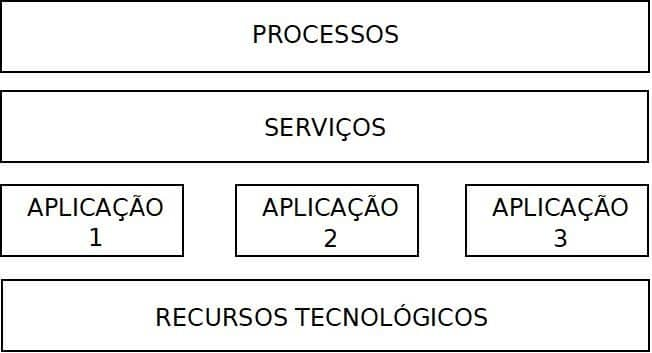 PROCESSOS
SERVIÇOS
APLICAÇÃO
1
APLICAÇÃO
2
APLICAÇÃO
3
RECURSOS TECNOLÓGICOS